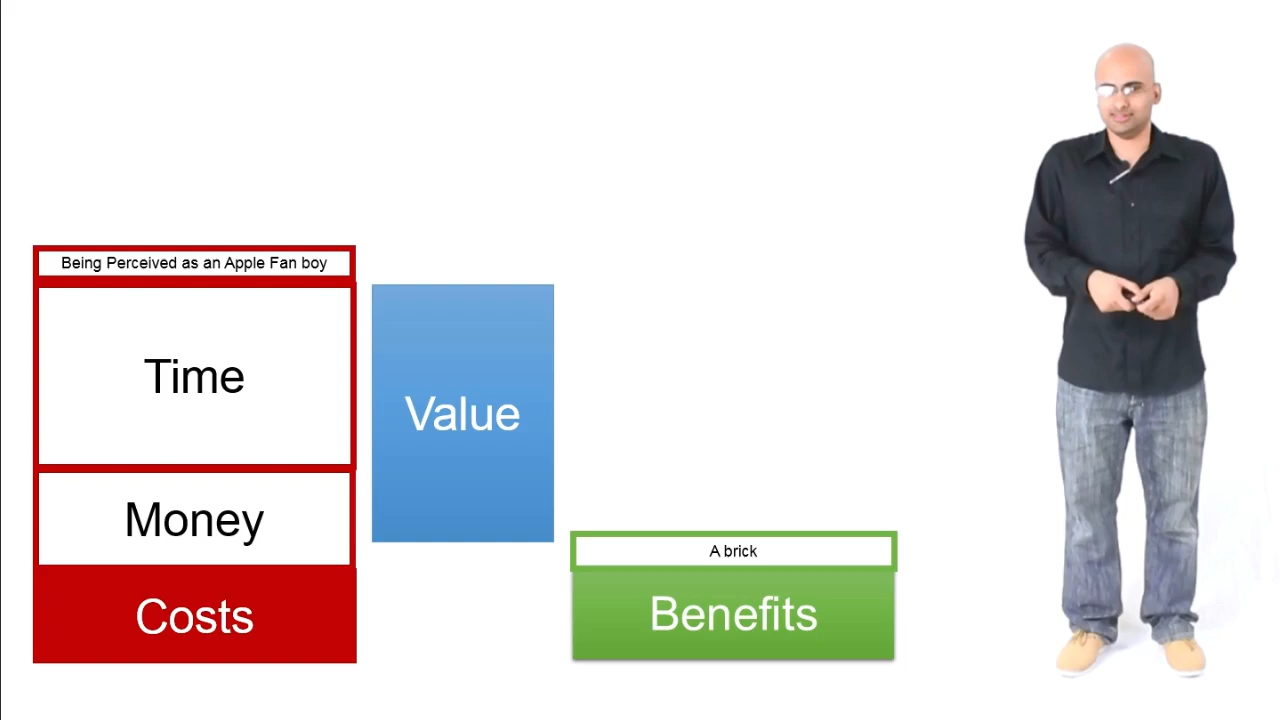 Being Perceived as an Apple Fan boy
Time
Money
Costs
Value
A brick
Benefits